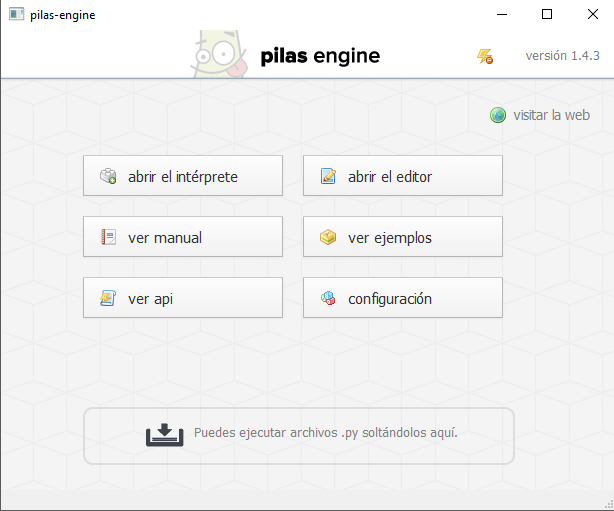 pilas-engine
pilas engine
versión 1.4.3
visitar la web
abrir el intérprete
abrir el editor
ver manual
ver ejemplos
ver api
configuración
Puedes ejecutar archivos .py soltándolos aquí.